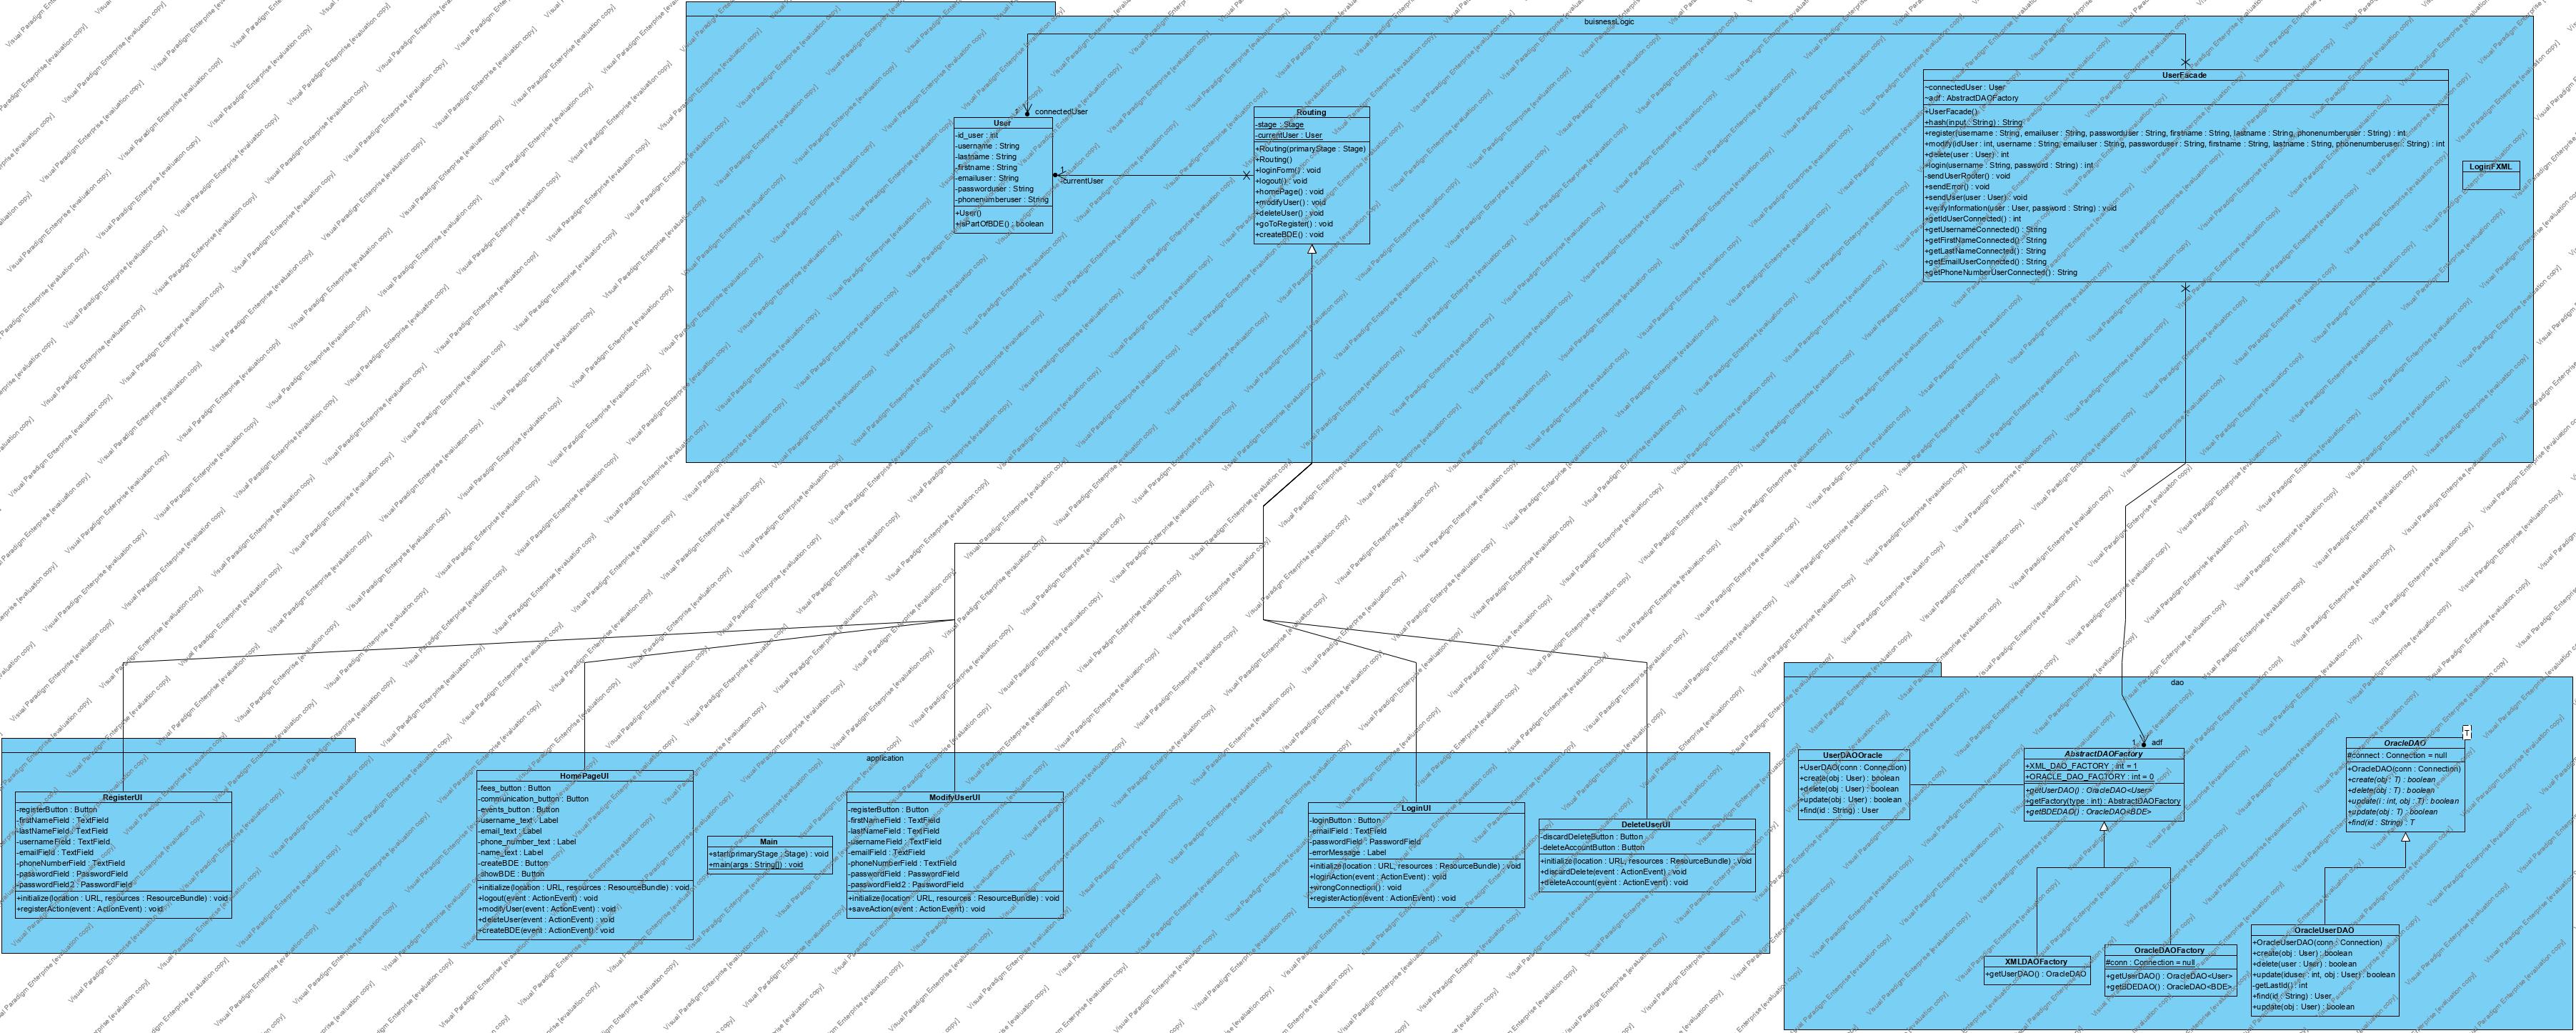 buisnessLogic
connectedUser
User
-id_user : int
-username : String
-lastname : String
-firstname : String
-emailuser : String
-passworduser : String
-phonenumberuser : String
+User()
+isPartOfBDE() : boolean
1
-currentUser
Routing
-stage : Stage
-currentUser : User
+Routing(primaryStage : Stage)
+Routing()
+loginForm() : void
+logout() : void
+homePage() : void
+modifyUser() : void
+deleteUser() : void
+goToRegister() : void
+createBDE() : void
UserFacade
~connectedUser : User
~adf : AbstractDAOFactory
+UserFacade()
+hash(input : String) : String
+register(username : String, emailuser : String, passworduser : String, firstname : String, lastname : String, phonenumberuser : String) : int
+modify(idUser : int, username : String, emailuser : String, passworduser : String, firstname : String, lastname : String, phonenumberuser : String) : int
+delete(user : User) : int
+login(username : String, password : String) : int
-sendUserRooter() : void
+sendError() : void
+sendUser(user : User) : void
+verifyInformation(user : User, password : String) : void
+getIdUserConnected() : int
+getUsernameConnected() : String
+getFirstNameConnected() : String
+getLastNameConnected() : String
+getEmailUserConnected() : String
+getPhoneNumberUserConnected() : String
LoginFXML
application
RegisterUI
-registerButton : Button
-firstNameField : TextField
-lastNameField : TextField
-usernameField : TextField
-emailField : TextField
-phoneNumberField : TextField
-passwordField : PasswordField
-passwordField2 : PasswordField
+initialize(location : URL, resources : ResourceBundle) : void
+registerAction(event : ActionEvent) : void
HomePageUI
-fees_button : Button
-communication_button : Button
-events_button : Button
-username_text : Label
-email_text : Label
-phone_number_text : Label
-name_text : Label
-createBDE : Button
-showBDE : Button
+initialize(location : URL, resources : ResourceBundle) : void
+logout(event : ActionEvent) : void
+modifyUser(event : ActionEvent) : void
+deleteUser(event : ActionEvent) : void
+createBDE(event : ActionEvent) : void
Main
+start(primaryStage : Stage) : void
+main(args : String[]) : void
ModifyUserUI
-registerButton : Button
-firstNameField : TextField
-lastNameField : TextField
-usernameField : TextField
-emailField : TextField
-phoneNumberField : TextField
-passwordField : PasswordField
-passwordField2 : PasswordField
+initialize(location : URL, resources : ResourceBundle) : void
+saveAction(event : ActionEvent) : void
LoginUI
-loginButton : Button
-emailField : TextField
-passwordField : PasswordField
-errorMessage : Label
+initialize(location : URL, resources : ResourceBundle) : void
+loginAction(event : ActionEvent) : void
+wrongConnection() : void
+registerAction(event : ActionEvent) : void
DeleteUserUI
-discardDeleteButton : Button
-deleteAccountButton : Button
+initialize(location : URL, resources : ResourceBundle) : void
+discardDelete(event : ActionEvent) : void
+deleteAccount(event : ActionEvent) : void
dao
UserDAOOracle
+UserDAO(conn : Connection)
+create(obj : User) : boolean
+delete(obj : User) : boolean
+update(obj : User) : boolean
+find(id : String) : User
1
adf
AbstractDAOFactory
+XML_DAO_FACTORY : int = 1
+ORACLE_DAO_FACTORY : int = 0
+getUserDAO() : OracleDAO<User>
+getFactory(type : int) : AbstractDAOFactory
+getBDEDAO() : OracleDAO<BDE>
T
OracleDAO
#connect : Connection = null
+OracleDAO(conn : Connection)
+create(obj : T) : boolean
+delete(obj : T) : boolean
+update(i : int, obj : T) : boolean
+update(obj : T) : boolean
+find(id : String) : T
XMLDAOFactory
+getUserDAO() : OracleDAO
OracleDAOFactory
#conn : Connection = null
+getUserDAO() : OracleDAO<User>
+getBDEDAO() : OracleDAO<BDE>
OracleUserDAO
+OracleUserDAO(conn : Connection)
+create(obj : User) : boolean
+delete(user : User) : boolean
+update(iduser : int, obj : User) : boolean
-getLastId() : int
+find(id : String) : User
+update(obj : User) : boolean
Visual Paradigm Enterprise [evaluation copy]